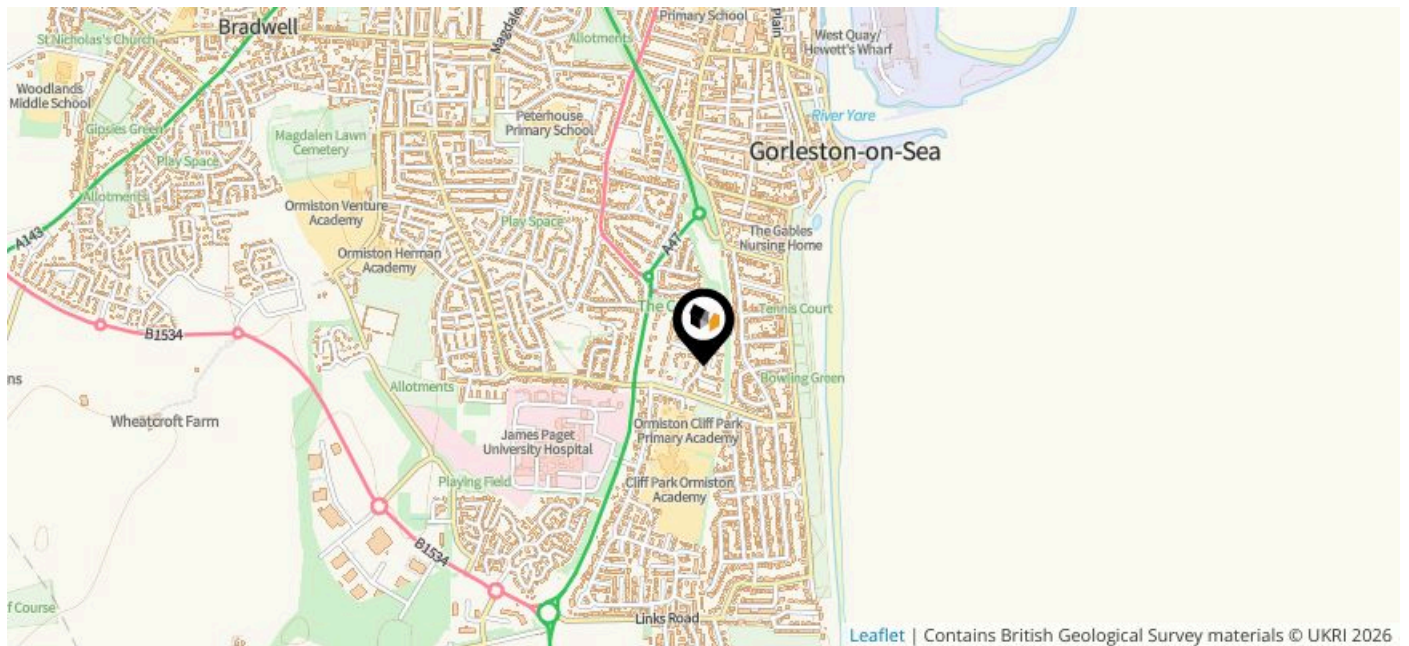 Bradwell
Magdalen
Primary School
Plain
St Nicholas's Church
Allotments
West Quay/
Hewett's Wharf
Woodlands
Middle School
Gipsies Green
Peterhouse
Primary School
River Yare
Magdalen Lawn
Cemetery
Gorleston-on-Sea
Play Space
Allotments
Ormiston Venture
Academy
Play Space
The Gables
Nursing Home
A143
A47
Ormiston Herman
Academy
The C
Tennis Court
B1534
Allotments
Bowling Green
ns
Wheatcroft Farm
James Paget
University Hospital
Ormiston Cliff Park
Primary Academy
Playing Field
Cliff Park Ormiston
Academy
B1534
f Course
Links Road
Leaflet | Contains British Geological Survey materials © UKRI 2026